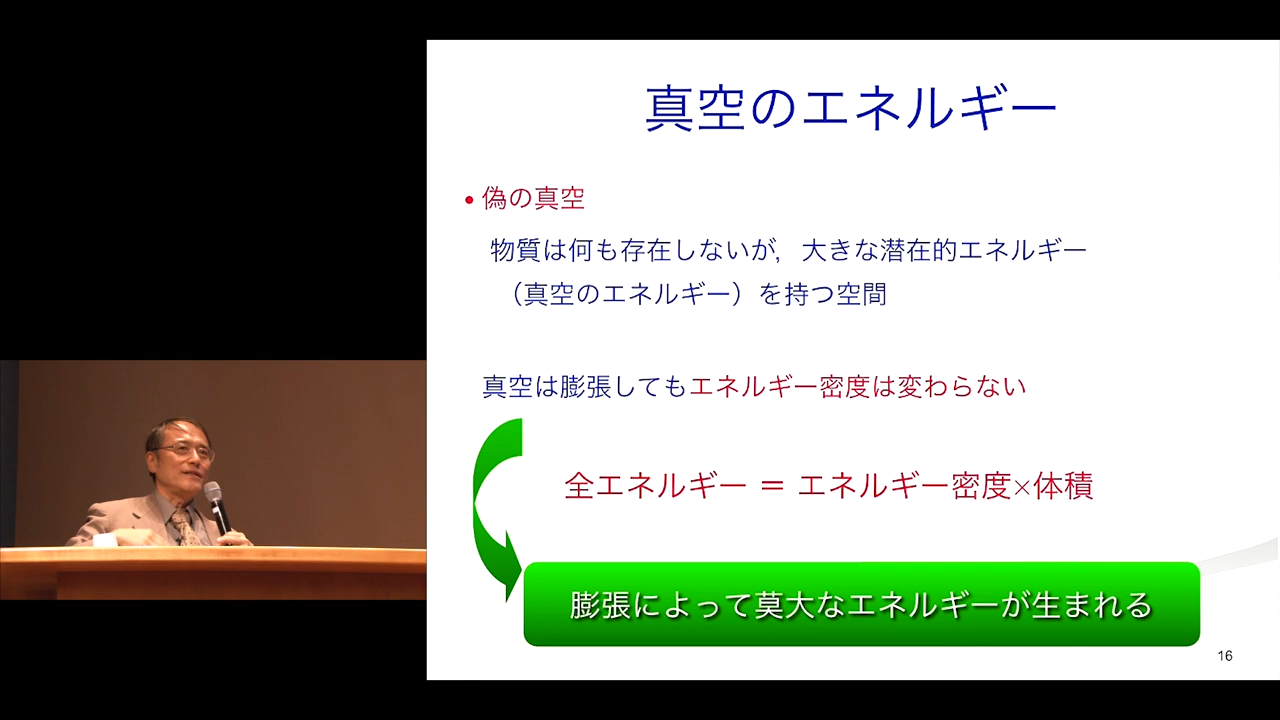 真空のエネルギー
• 偽の真空
物質は何も存在しないが，大きな潜在的エネルギー
（真空のエネルギー）を持つ空間
真空は膨張してもエネルギー密度は変わらない
全エネルギー ＝ エネルギー密度×体積
膨張によって莫大なエネルギーが生まれる
16